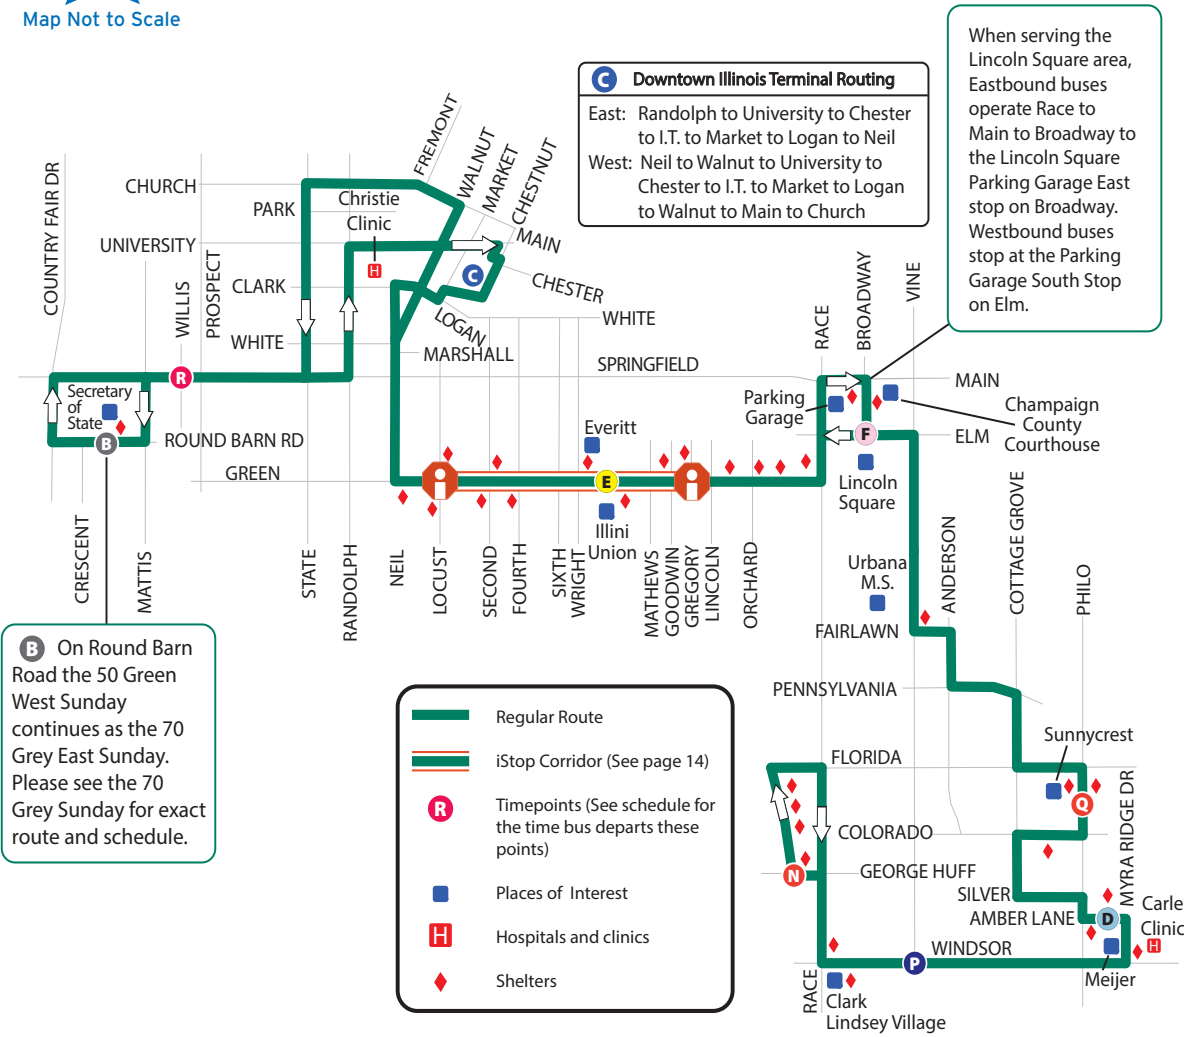 Map Not to Scale
When serving the
Lincoln Square area,
Eastbound buses
operate Race to
Main to Broadway to
the Lincoln Square
Parking Garage East
stop on Broadway.
Westbound buses
stop at the Parking
Garage South Stop
on Elm.
C Downtown Illinois Terminal Routing
East: Randolph to University to Chester
to I.T. to Market to Logan to Neil
West: Neil to Walnut to University to
Chester to I.T. to Market to Logan
to Walnut to Main to Church
COUNTRY FAIR DR
CHURCH
PARK
UNIVERSITY
CLARK
WHITE
WILLIS
PROSPECT
FREMONT
WALNUT
MARKET
CHESTNUT
MAIN
CHESTER
Christie
Clinic
H
C
LOGAN
WHITE
MARSHALL
SPRINGFIELD
RACE
BROADWAY
VINE
MAIN
ELM
Parking
Garage
Champaign
County
Courthouse
F
Lincoln
Square
R
Secretary
of
State
B
ROUND BARN RD
GREEN
Everitt
E
Illini
Union
CRESCENT
MATTIS
STATE
RANDOLPH
NEIL
LOCUST
SECOND
FOURTH
SIXTH
WRIGHT
MATHEWS
GOODWIN
GREGORY
LINCOLN
ORCHARD
Urbana
M.S.
ANDERSON
COTTAGE GROVE
PHILO
FAIRLAWN
PENNSYLVANIA
Sunnycrest
FLORIDA
Q
COLORADO
MYRA RIDGE DR
N
GEORGE HUFF
SILVER
AMBER LANE
D
Carle
Clinic
H
WINDSOR
P
Meijer
RACE
Clark
Lindsey Village
B On Round Barn
Road the 50 Green
West Sunday
continues as the 70
Grey East Sunday.
Please see the 70
Grey Sunday for exact
route and schedule.
Regular Route
iStop Corridor (See page 14)
R Timepoints (See schedule for
the time bus departs these
points)
Places of Interest
H Hospitals and clinics
Shelters